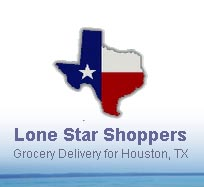 Lone Star Shoppers
Grocery Delivery for Houston, TX